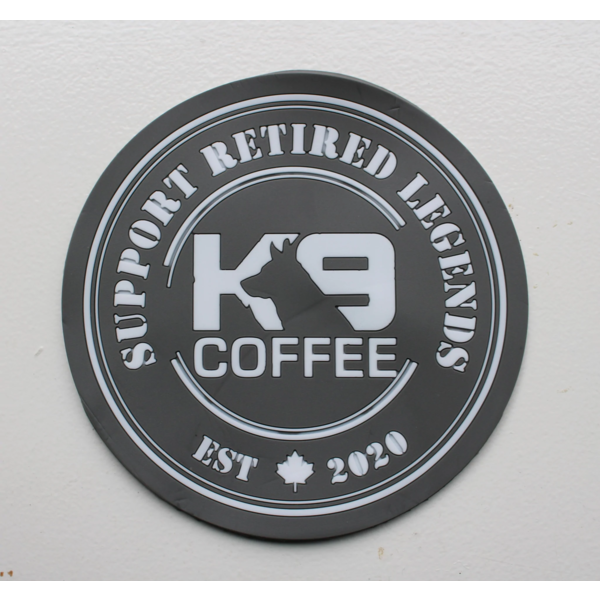 SUPPORT RETIRED LEGENDS
K9
COFFEE
EST 2020